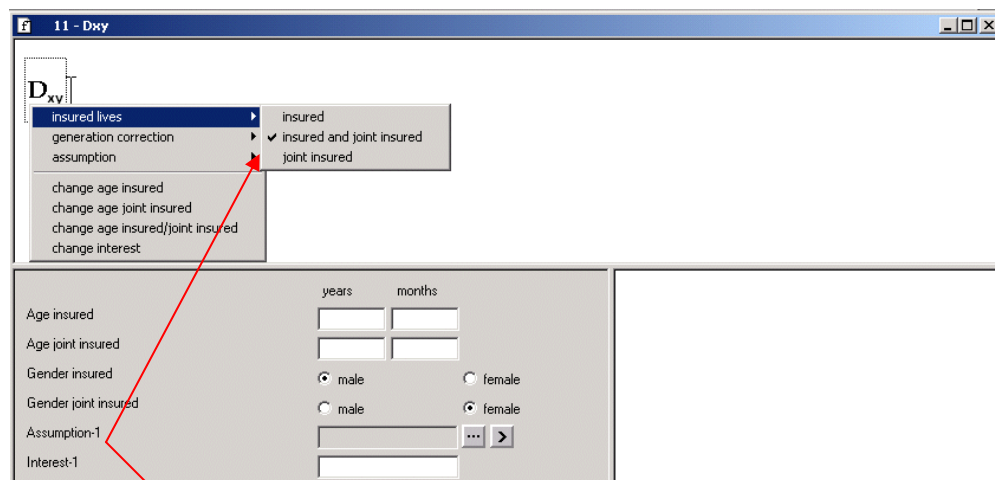 11 - Dxy
Dxy
insured lives
generation correction
assumption
change age insured
change age joint insured
change age insured/joint insured
change interest
insured
insured and joint insured
joint insured
years months
Age insured
Age joint insured
Gender insured male female
Gender joint insured male female
Assumption-1
Interest-1